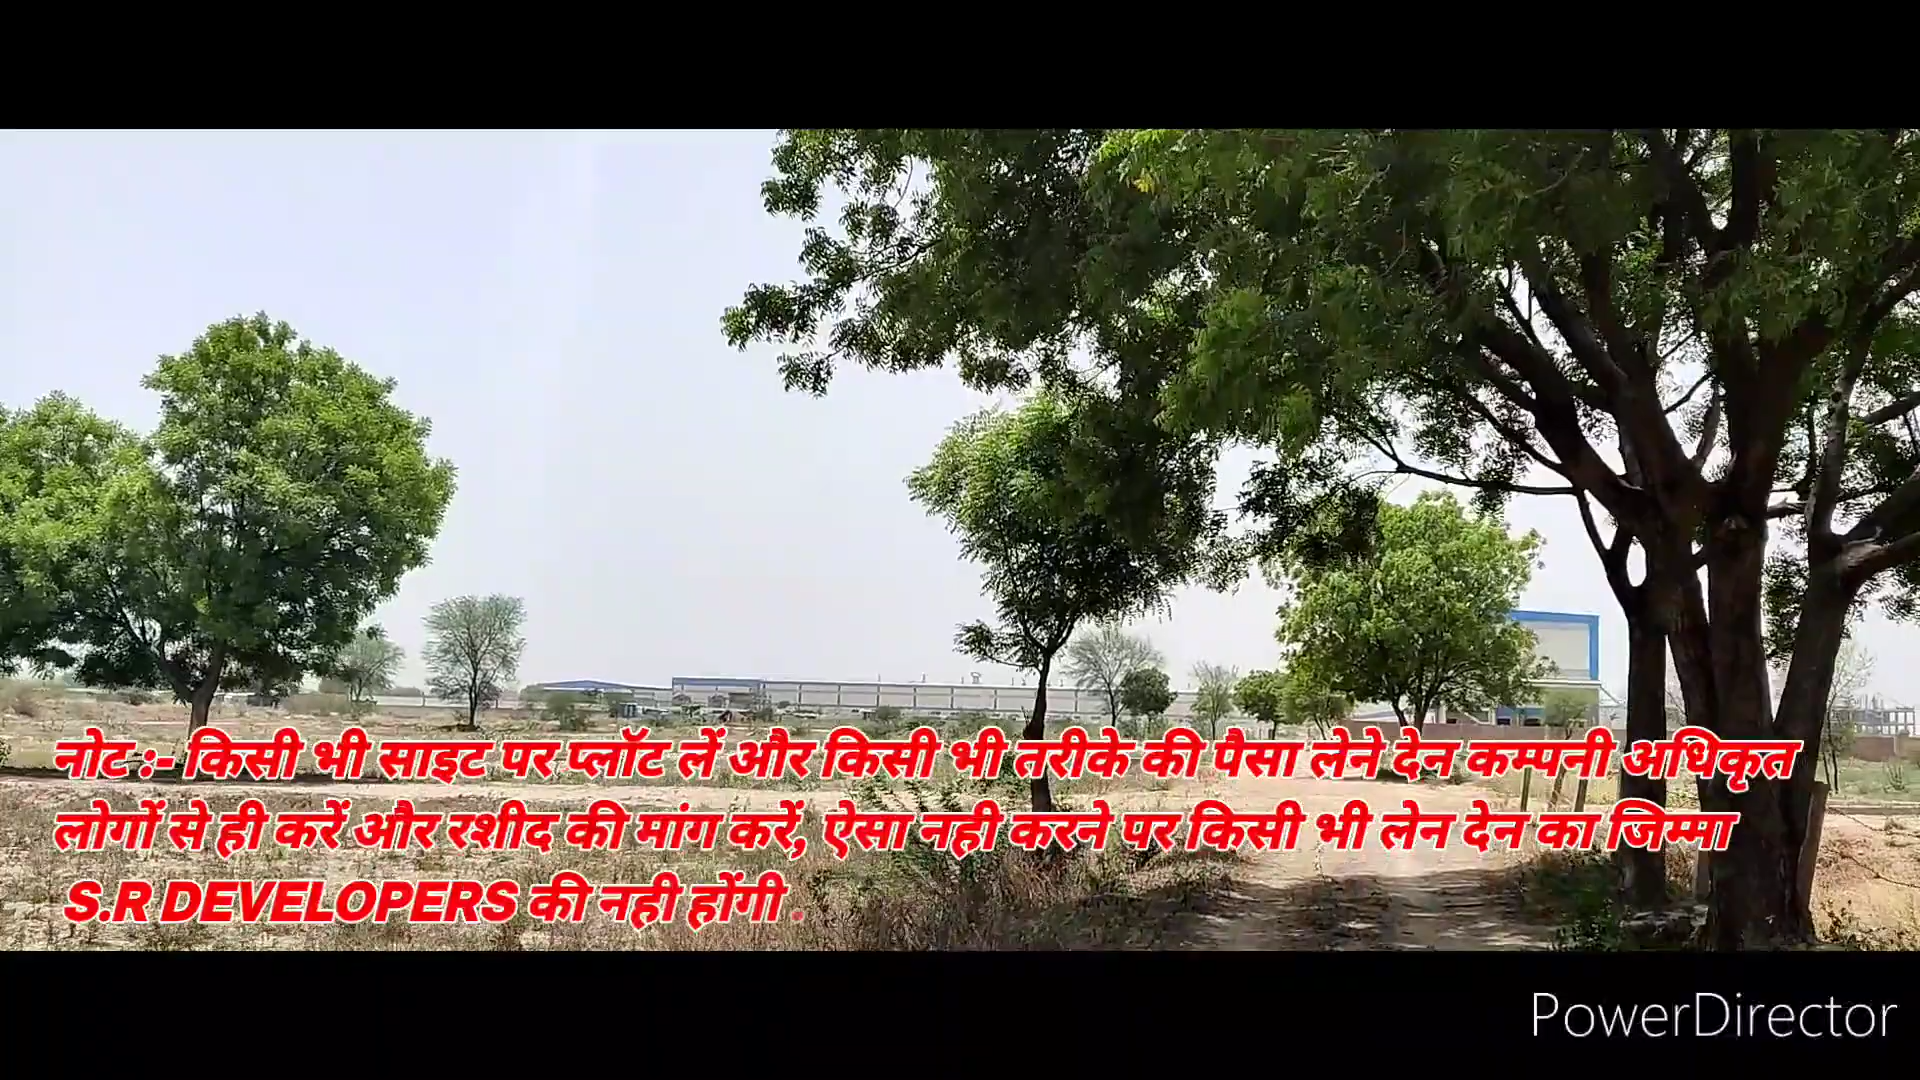 नोट :- किसी भी साइट पर प्लॉट लें और किसी भी तरीके की पैसा लेने देन कम्पनी अधिकृत
लोगों से ही करें और रशीद की मांग करें, ऐसा नही करने पर किसी भी लेन देन का जिम्मा
S.R DEVELOPERS की नही होंगी .
PowerDirector